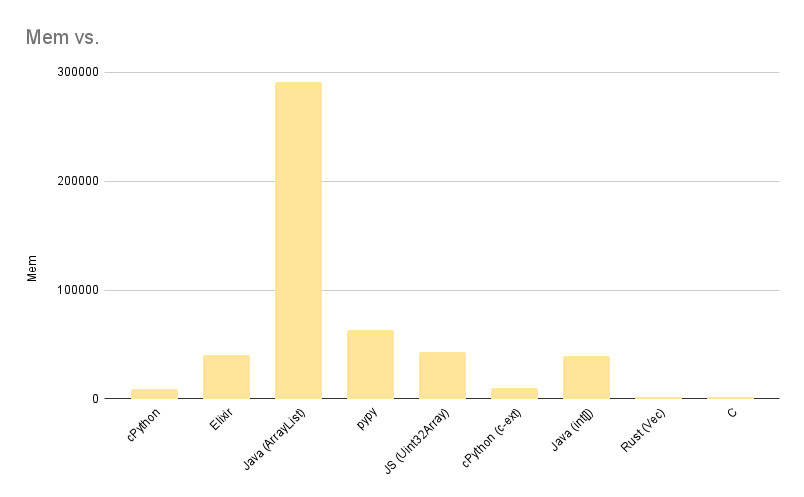 Mem vs.
300000
200000
100000
0
Mem
cPython
Elixir
Java (ArrayList)
pypy
JS (Uint32Array)
cPython (c-ext)
Java (int[])
Rust (Vec)
C